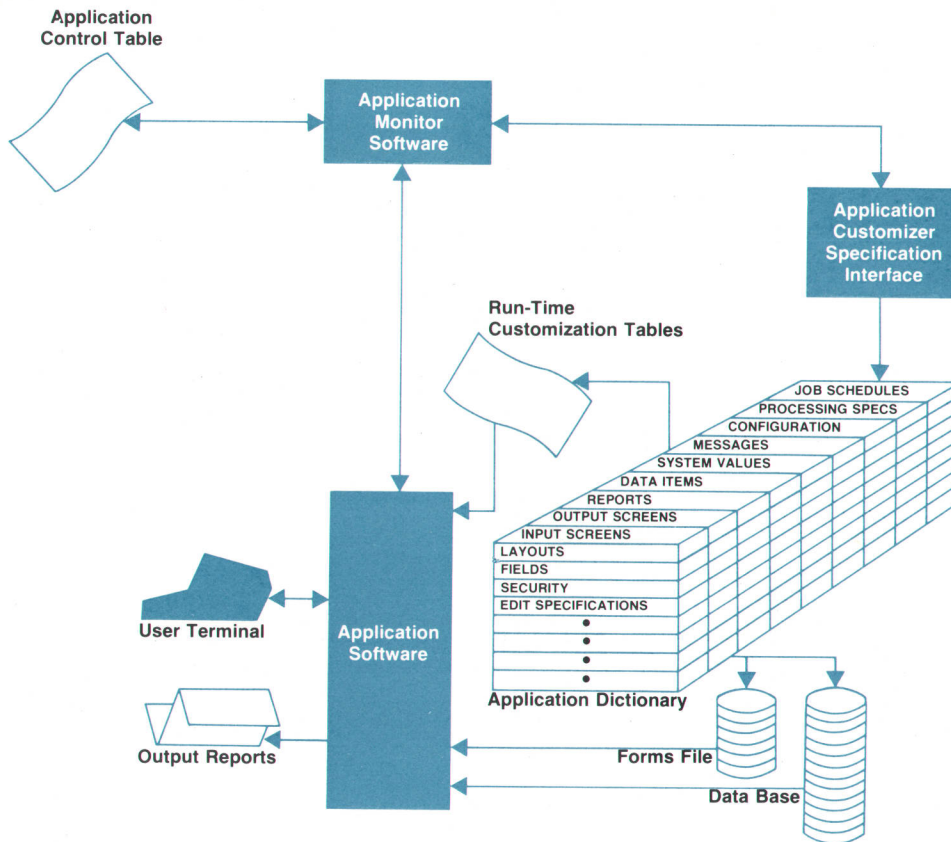 Application
Control Table
Application
Monitor
Software
Application
Customizer
Specification
Interface
Run-Time
Customization Tables
JOB SCHEDULES
PROCESSING SPECS
CONFIGURATION
MESSAGES
SYSTEM VALUES
DATA ITEMS
REPORTS
OUTPUT SCREENS
INPUT SCREENS
LAYOUTS
FIELDS
SECURITY
EDIT SPECIFICATIONS
•
•
•
•
Application Dictionary
User Terminal
Application
Software
Output Reports
Forms File
Data Base